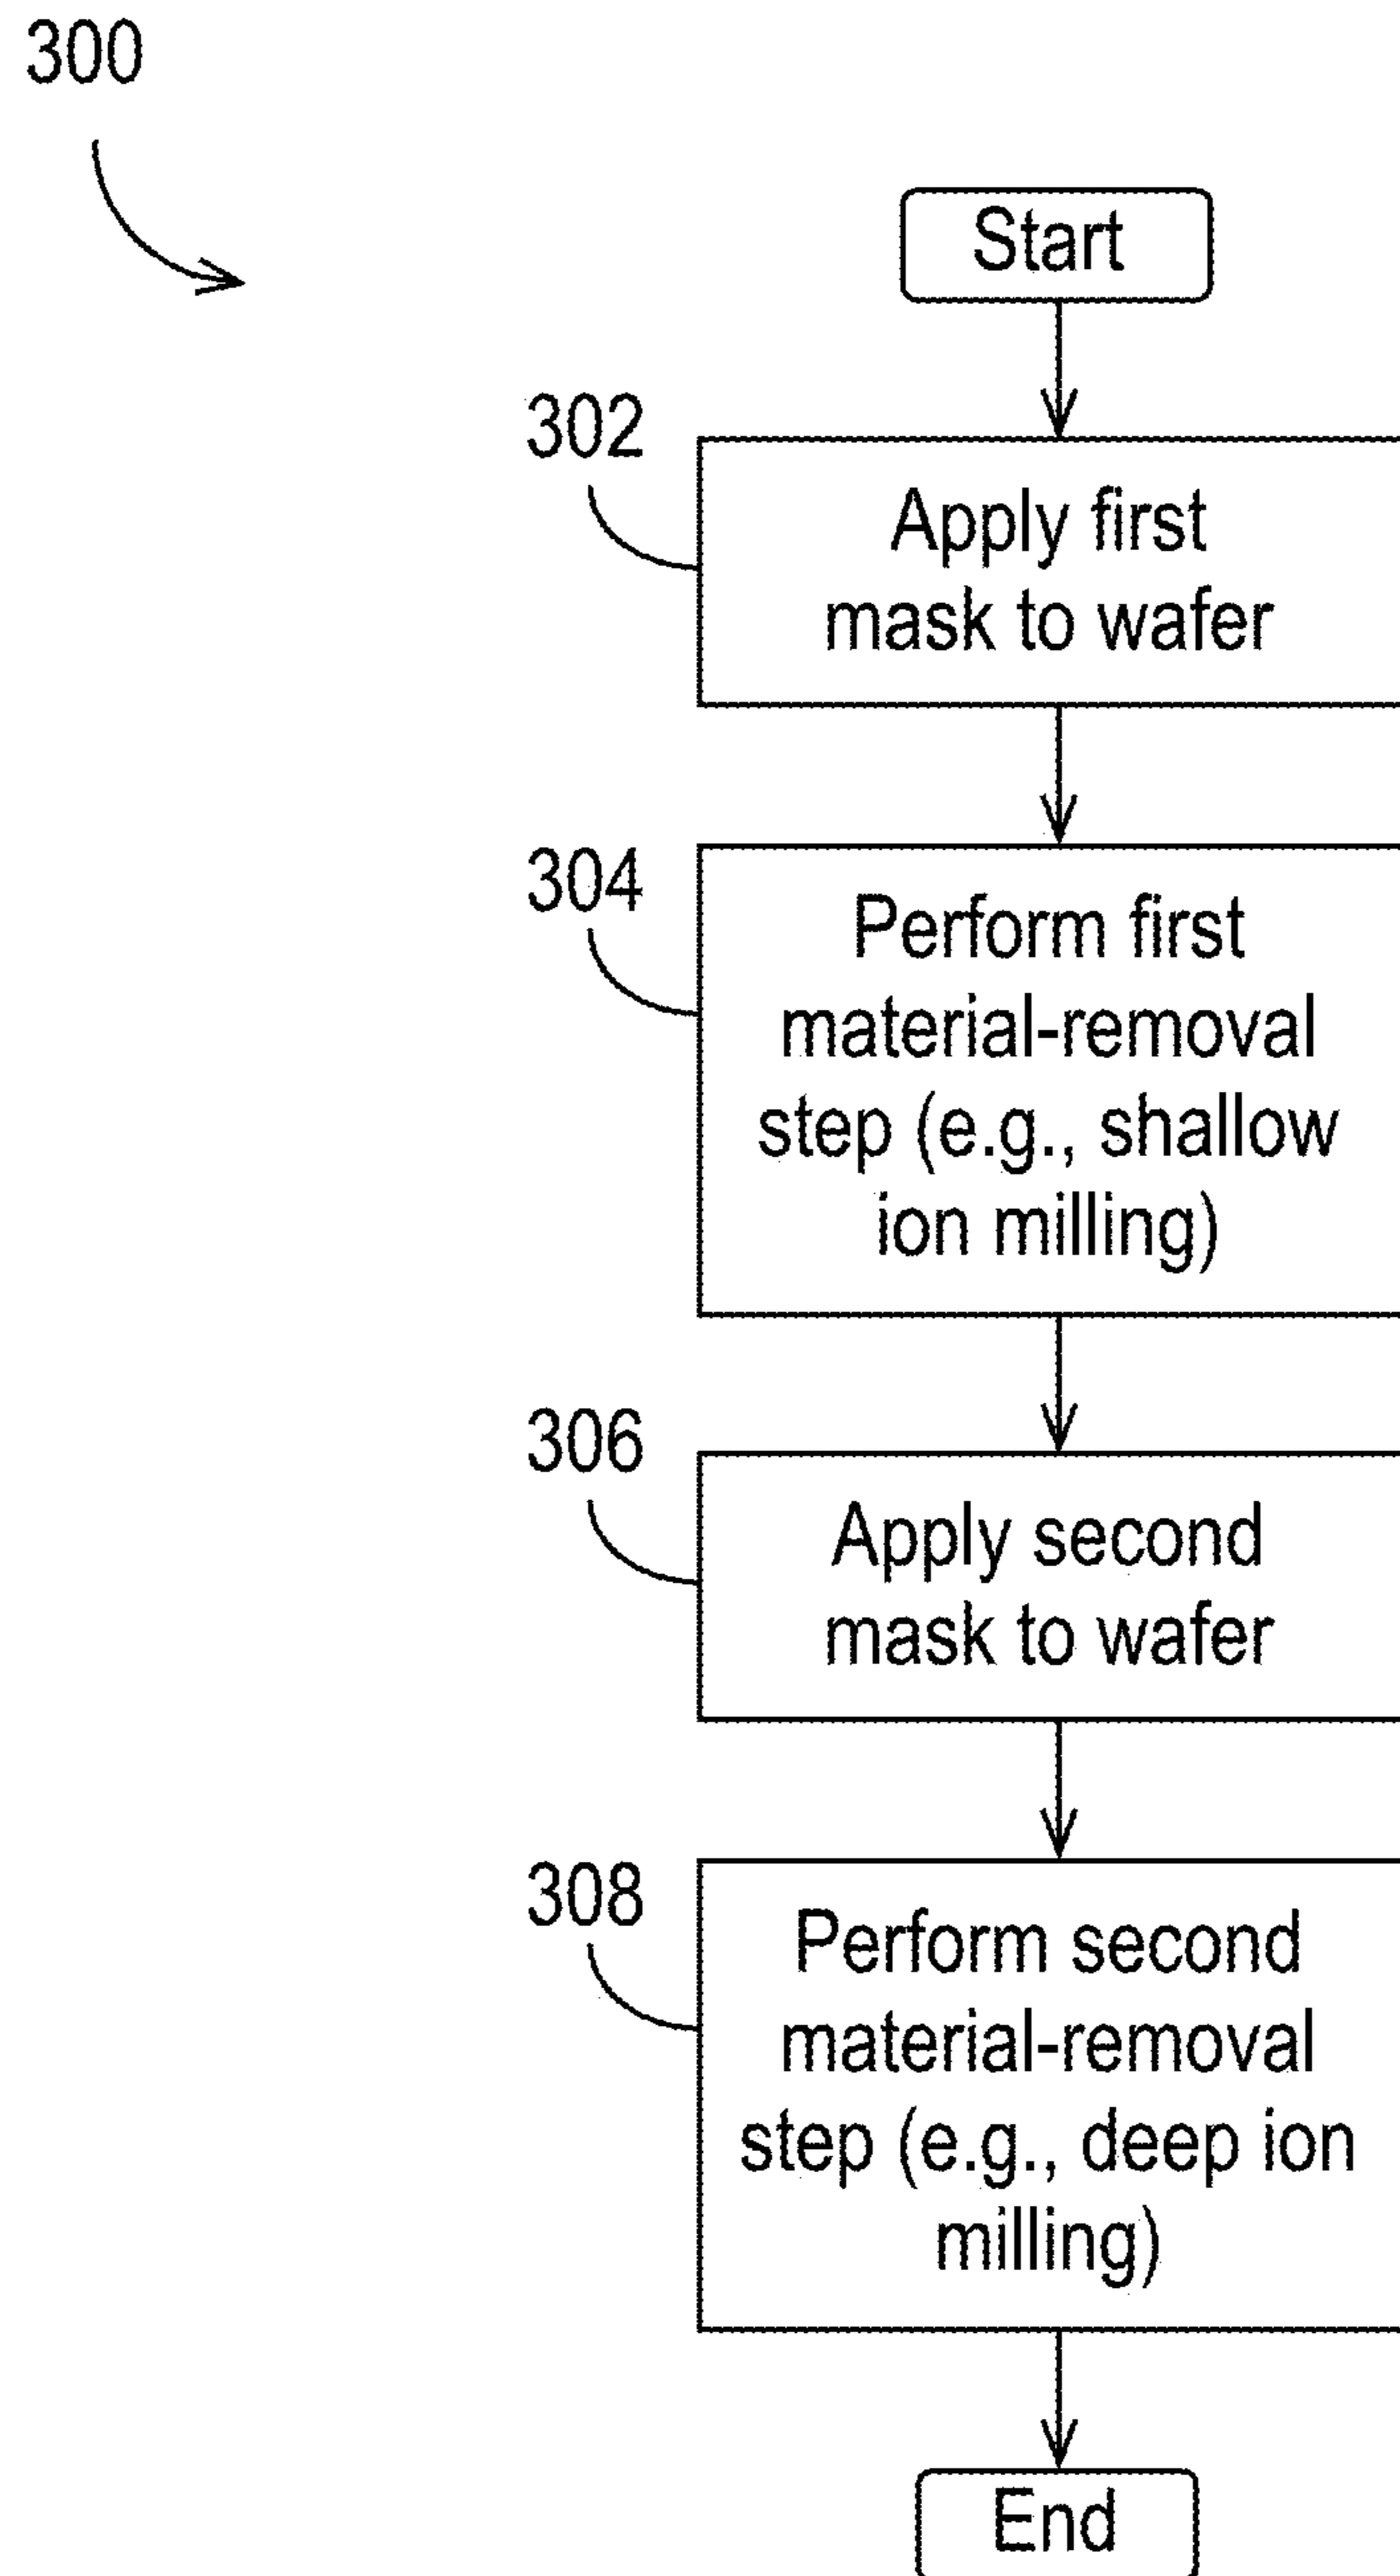 300
Start
302
Apply first
mask to wafer
304
Perform first
material-removal
step (e.g., shallow
ion milling)
306
Apply second
mask to wafer
308
Perform second
material-removal
step (e.g., deep ion
milling)
End